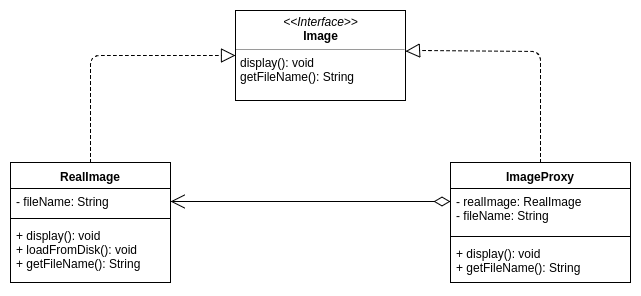 <<Interface>>
Image
display(): void
getFileName(): String
RealImage
- fileName: String
+ display(): void
+ loadFromDisk(): void
+ getFileName(): String
ImageProxy
- realImage: RealImage
- fileName: String
+ display(): void
+ getFileName(): String